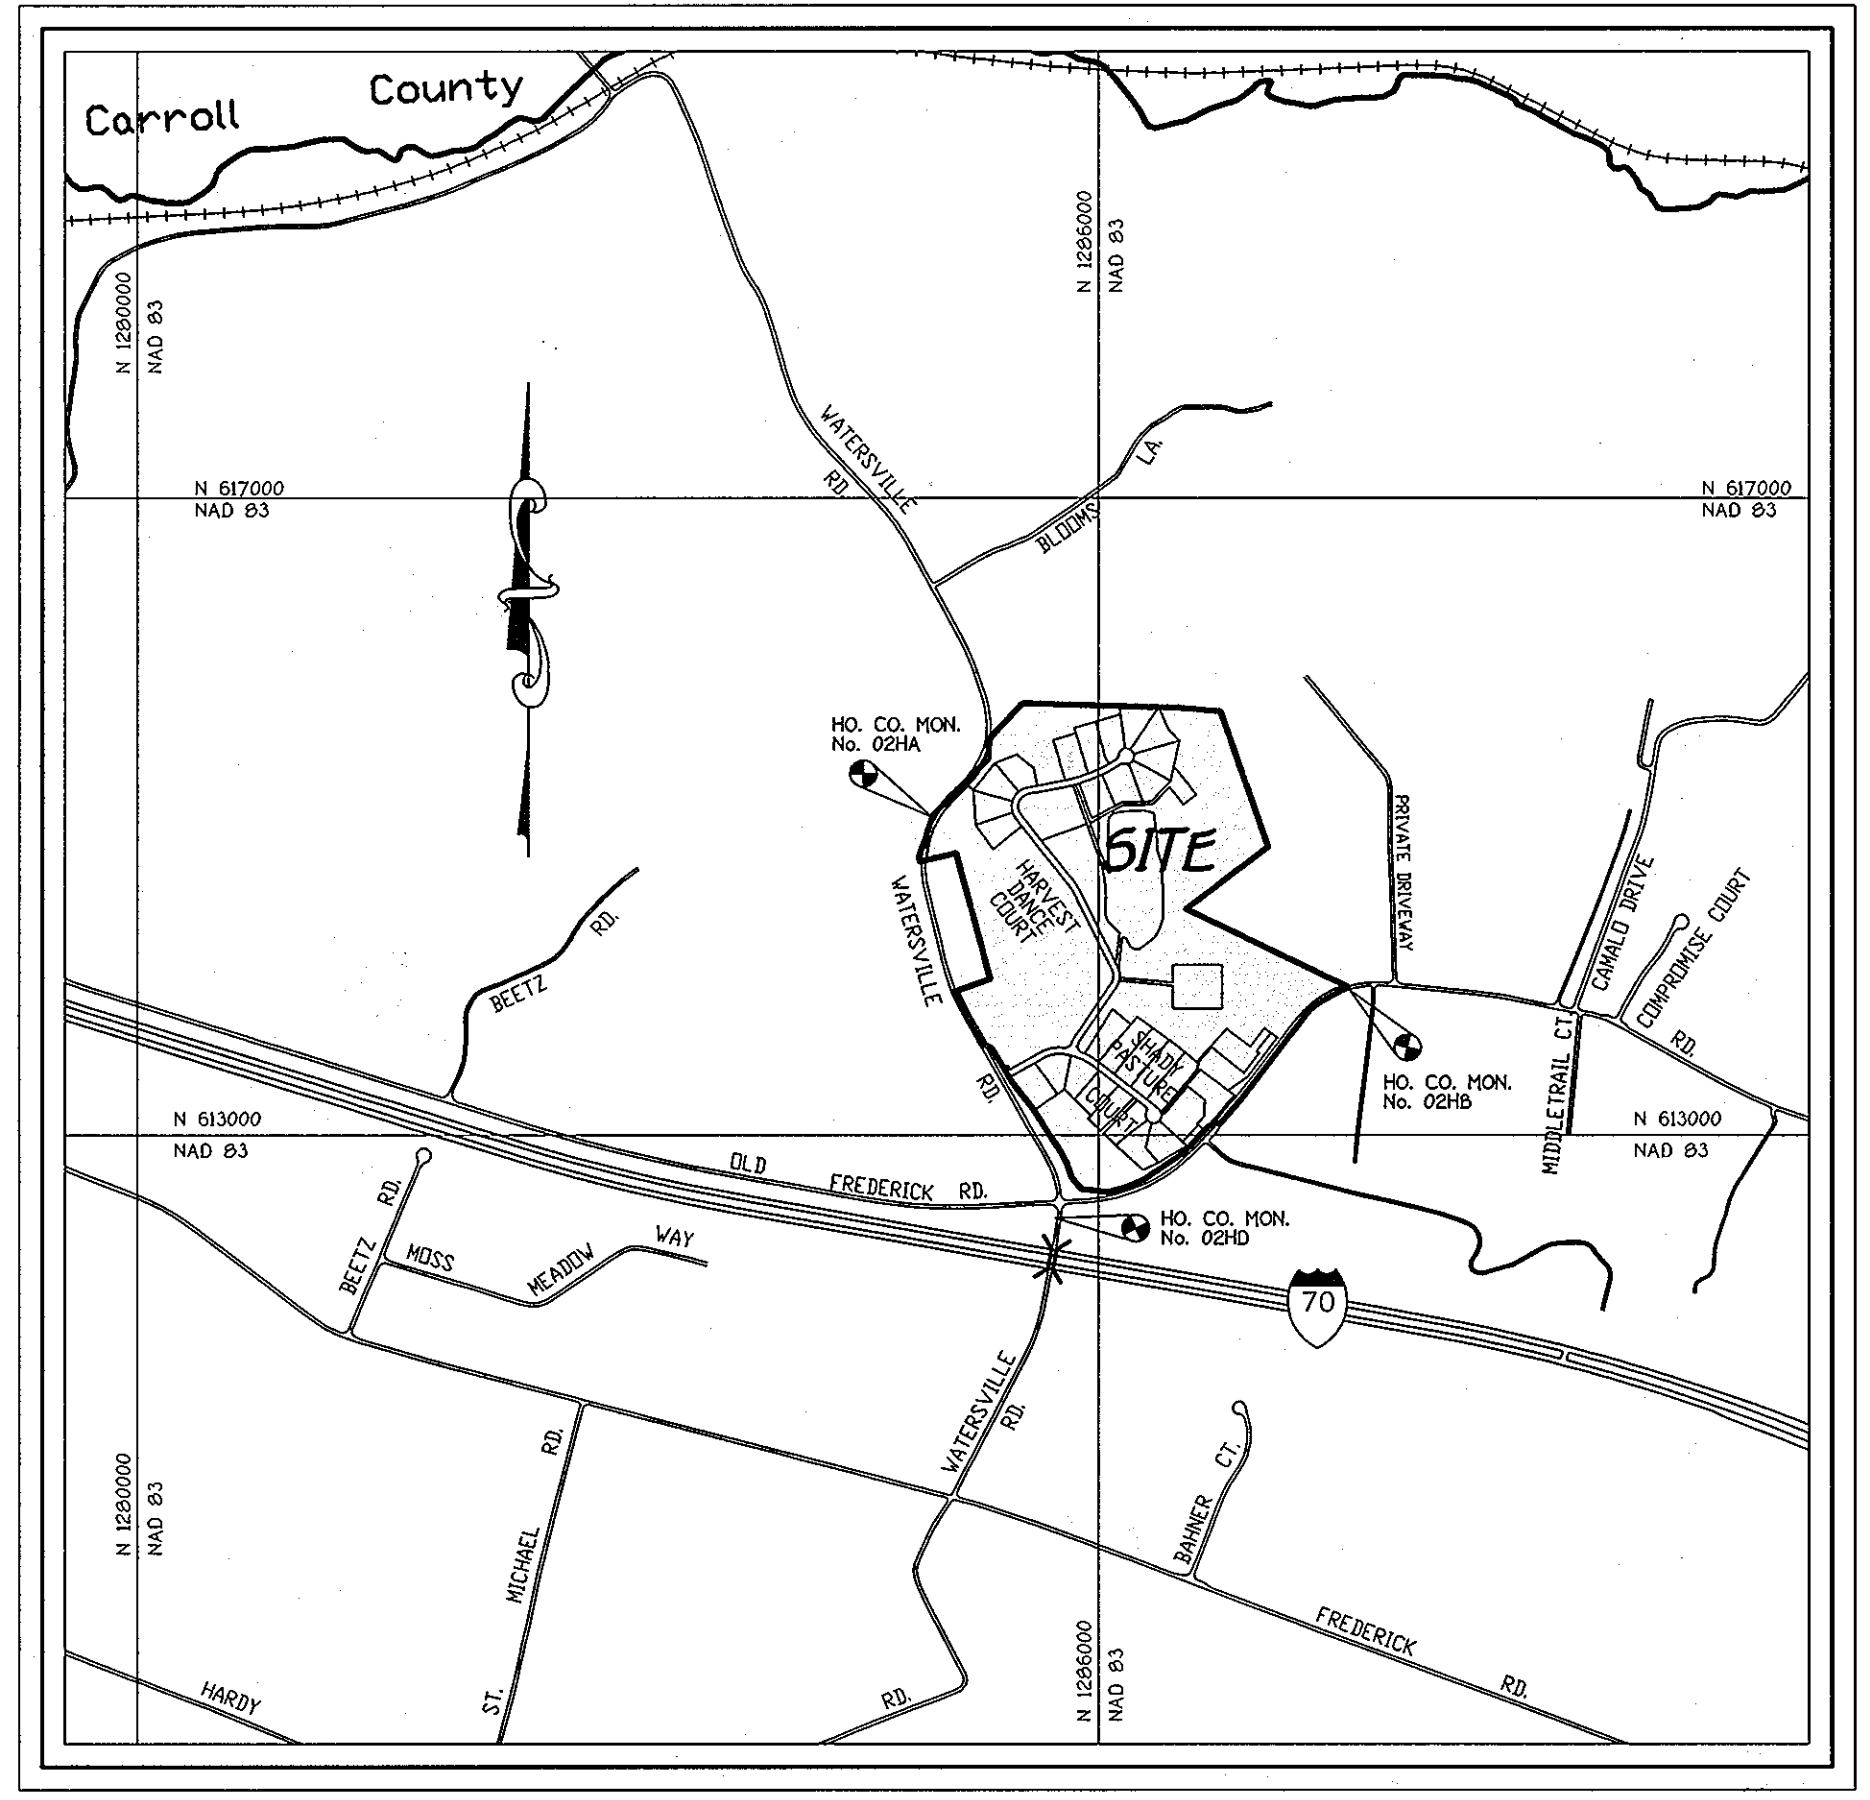 Carroll County
N 1280000
NAD 83
N 1286000
NAD 83
WATERSVILLE
RD.
BLOOMS LA.
N 617000
NAD 83
N 617000
NAD 83
HO. CO. MON.
No. 02HA
SITE
HARVEST
DANCE
COURT
PRIVATE DRIVEWAY
CAMALO DRIVE
COMPROMISE COURT
WATERSVILLE
RD.
BEETZ RD.
SHADY
PASTURE
COURT
MIDDLETRAIL CT.
RD.
HO. CO. MON.
No. 02HB
N 613000
NAD 83
N 613000
NAD 83
OLD FREDERICK RD.
HO. CO. MON.
No. 02HD
BEETZ RD.
MOSS MEADOW WAY
70
WATERSVILLE
RD.
BAHNER CT.
MICHAEL RD.
ST.
N 1280000
NAD 83
N 1286000
NAD 83
FREDERICK RD.
HARDY
RD.